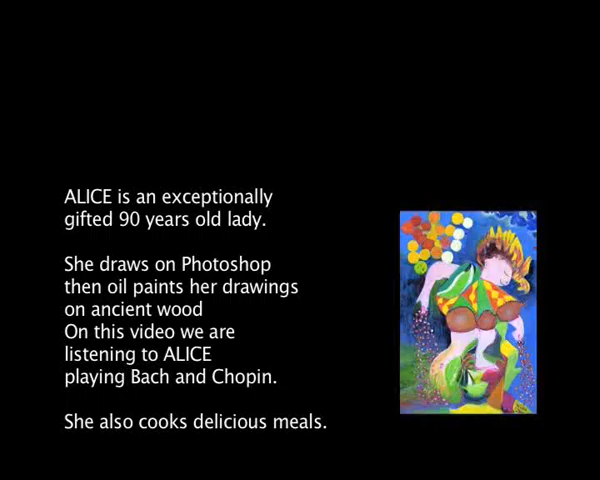 ALICE is an exceptionally
gifted 90 years old lady.
She draws on Photoshop
then oil paints her drawings
on ancient wood
On this video we are
listening to ALICE
playing Bach and Chopin.
She also cooks delicious meals.